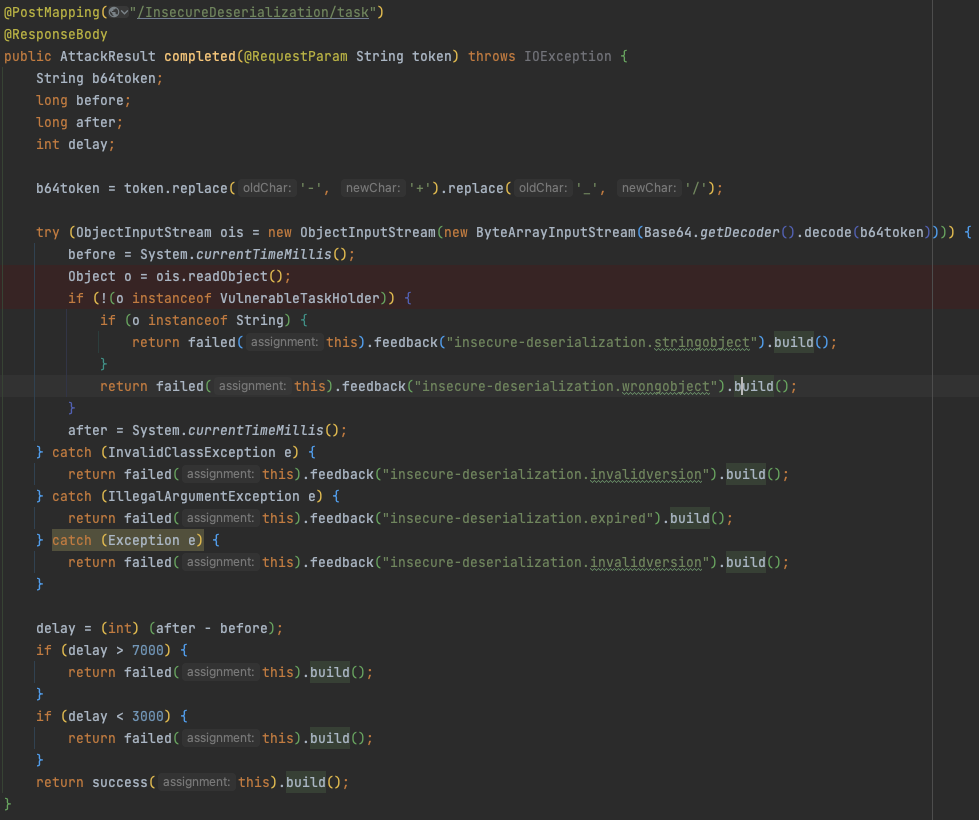 @PostMapping("/InsecureDeserialization/task")
@ResponseBody
public AttackResult completed(@RequestParam String token) throws IOException {
    String b64token;
    long before;
    long after;
    int delay;

    b64token = token.replace( oldChar: '-', newChar: '+').replace( oldChar: '_', newChar: '/');

    try (ObjectInputStream ois = new ObjectInputStream(new ByteArrayInputStream(Base64.getDecoder().decode(b64token)))) {
        before = System.currentTimeMillis();
        Object o = ois.readObject();
        if (!(o instanceof VulnerableTaskHolder)) {
            if (o instanceof String) {
                return failed( assignment: this).feedback("insecure-deserialization.stringobject").build();
            }
            return failed( assignment: this).feedback("insecure-deserialization.wrongobject").build();
        }
        after = System.currentTimeMillis();
    } catch (InvalidClassException e) {
        return failed( assignment: this).feedback("insecure-deserialization.invalidversion").build();
    } catch (IllegalArgumentException e) {
        return failed( assignment: this).feedback("insecure-deserialization.expired").build();
    } catch (Exception e) {
        return failed( assignment: this).feedback("insecure-deserialization.invalidversion").build();
    }

    delay = (int) (after - before);
    if (delay > 7000) {
        return failed( assignment: this).build();
    }
    if (delay < 3000) {
        return failed( assignment: this).build();
    }
    return success( assignment: this).build();
}